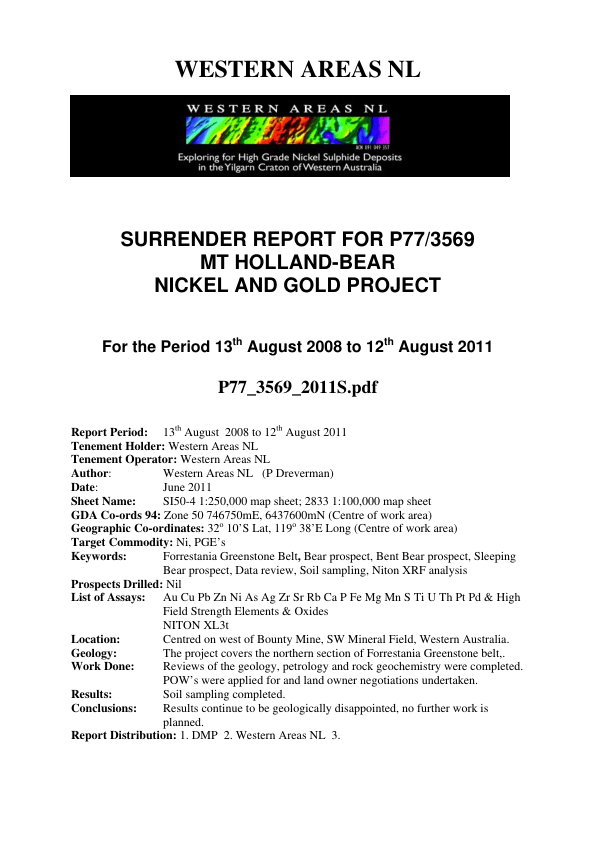 WESTERN AREAS NL
WESTERN AREAS NL
ACN 091 049 357
Exploring for High Grade Nickel Sulphide Deposits
in the Yilgarn Craton of Western Australia
SURRENDER REPORT FOR P77/3569
MT HOLLAND-BEAR
NICKEL AND GOLD PROJECT
For the Period 13th August 2008 to 12th August 2011
P77_3569_2011S.pdf
Report Period: 13th August 2008 to 12th August 2011
Tenement Holder: Western Areas NL
Tenement Operator: Western Areas NL
Author: Western Areas NL (P Dreverman)
Date: June 2011
Sheet Name: SI50-4 1:250,000 map sheet; 2833 1:100,000 map sheet
GDA Co-ords 94: Zone 50 746750mE, 6437600mN (Centre of work area)
Geographic Co-ordinates: 32o 10'S Lat, 119o 38'E Long (Centre of work area)
Target Commodity: Ni, PGE's
Keywords: Forrestania Greenstone Belt, Bear prospect, Bent Bear prospect, Sleeping
Bear prospect, Data review, Soil sampling, Niton XRF analysis
Prospects Drilled: Nil
List of Assays: Au Cu Pb Zn Ni As Ag Zr Sr Rb Ca P Fe Mg Mn S Ti U Th Pt Pd & High
Field Strength Elements & Oxides
NITON XL3t
Location: Centred on west of Bounty Mine, SW Mineral Field, Western Australia.
Geology: The project covers the northern section of Forrestania Greenstone belt,.
Work Done: Reviews of the geology, petrology and rock geochemistry were completed.
POW's were applied for and land owner negotiations undertaken.
Results: Soil sampling completed.
Conclusions: Results continue to be geologically disappointed, no further work is
planned.
Report Distribution: 1. DMP 2. Western Areas NL 3.